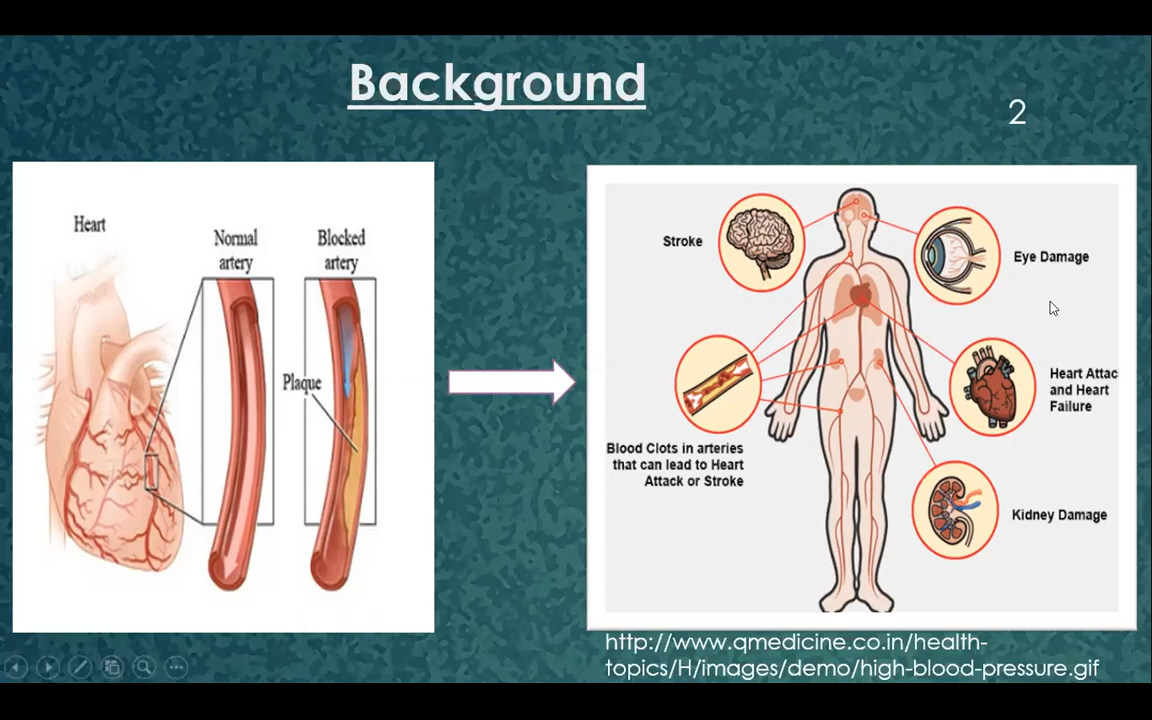 Background
2
Heart
Normal
artery
Blocked
artery
Plaque
Stroke
Eye Damage
Heart Attac
and Heart
Failure
Blood Clots in arteries
that can lead to Heart
Attack or Stroke
Kidney Damage
http://www.qmedicine.co.in/health-
topics/H/images/demo/high-blood-pressure.gif